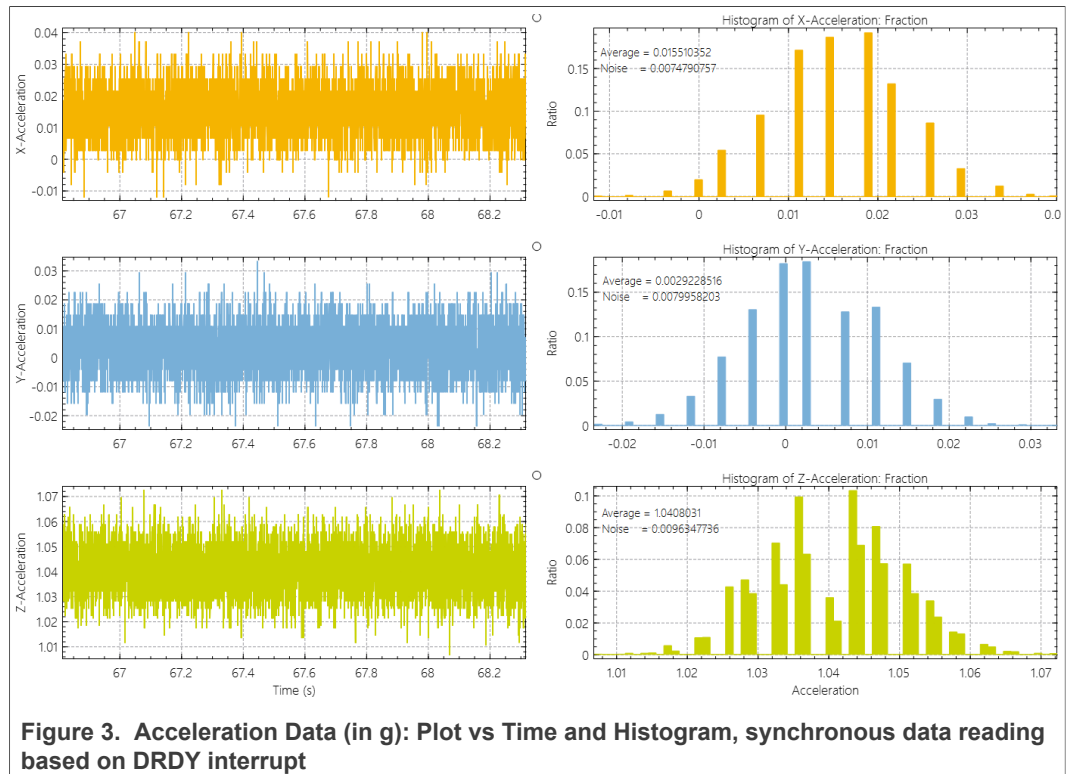 Histogram of X-Acceleration: Fraction
X-Acceleration
0.04
0.03
0.02
0.01
0
-0.01
67 67.2 67.4 67.6 67.8 68 68.2
Average = 0.015510352
Noise = 0.0074790757
Ratio
0.15
0.1
0.05
0
-0.01 0 0.01 0.02 0.03 0.0
Histogram of Y-Acceleration: Fraction
Y-Acceleration
0.03
0.02
0.01
0
-0.01
-0.02
67 67.2 67.4 67.6 67.8 68 68.2
Average = 0.0029228516
Noise = 0.0079958203
Ratio
0.15
0.1
0.05
0
-0.02 -0.01 0 0.01 0.02 0.03
Histogram of Z-Acceleration: Fraction
Z-Acceleration
1.07
1.06
1.05
1.04
1.03
1.02
1.01
67 67.2 67.4 67.6 67.8 68 68.2
Time (s)
Average = 1.0408031
Noise = 0.0096347736
Ratio
0.1
0.08
0.06
0.04
0.02
0
1.01 1.02 1.03 1.04 1.05 1.06 1.07
Acceleration
Figure 3. Acceleration Data (in g): Plot vs Time and Histogram, synchronous data reading
based on DRDY interrupt